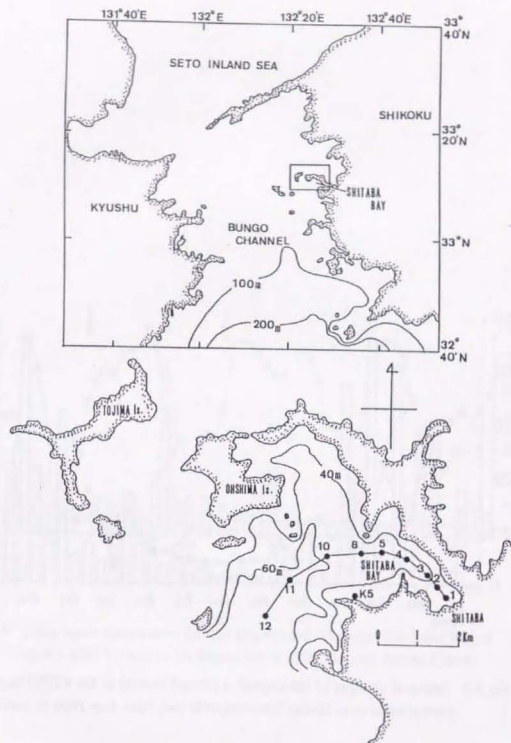 131°40'E
132°E
132°20'E
132°40'E
33°
40'N
SETO INLAND SEA
SHIKOKU
33°
20'N
SHITABA
BAY
KYUSHU
BUNGO
CHANNEL
33°N
100m
200m
32°
40'N
TOJIMA Is.
OHSHIMA Is.
40m
60m
10
8
5
4
3
2
1
SHITABA
BAY
11
K5
SHITABA
12
0 1 2Km